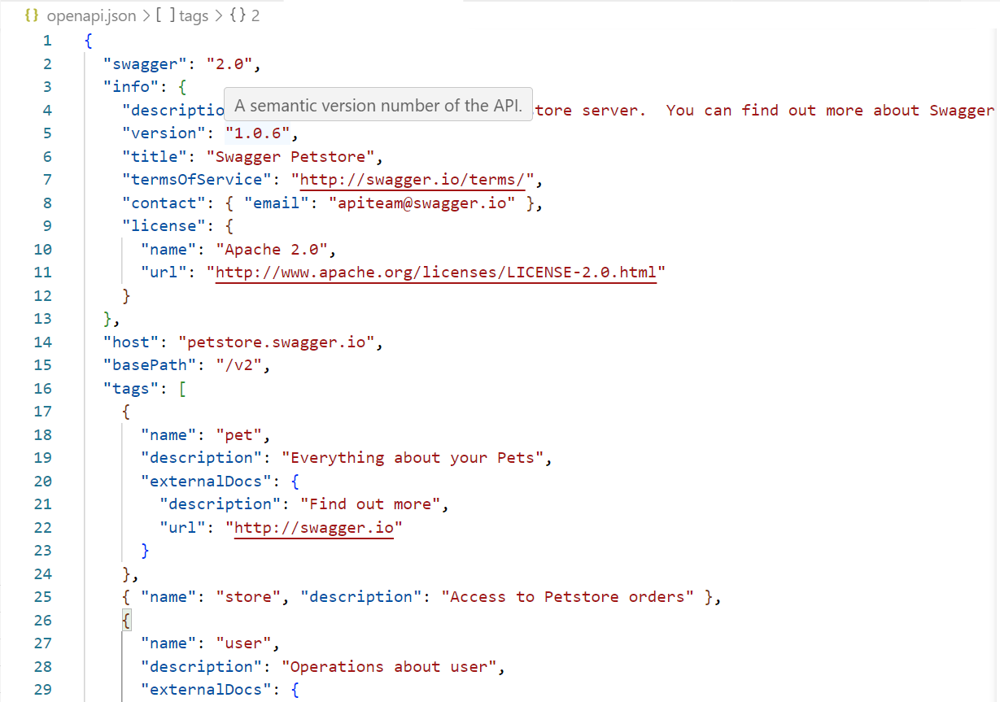 {} openapi.json > [ ] tags > {} 2
1 {
2 "swagger": "2.0",
3 "info": {
A semantic version number of the API.
4 "descriptio tore server.  You can find out more about Swagger
5 "version": "1.0.6",
6 "title": "Swagger Petstore",
7 "termsOfService": "http://swagger.io/terms/",
8 "contact": { "email": "apiteam@swagger.io" },
9 "license": {
10 "name": "Apache 2.0",
11 "url": "http://www.apache.org/licenses/LICENSE-2.0.html"
12 }
13 },
14 "host": "petstore.swagger.io",
15 "basePath": "/v2",
16 "tags": [
17 {
18 "name": "pet",
19 "description": "Everything about your Pets",
20 "externalDocs": {
21 "description": "Find out more",
22 "url": "http://swagger.io"
23 }
24 },
25 { "name": "store", "description": "Access to Petstore orders" },
26 {
27 "name": "user",
28 "description": "Operations about user",
29 "externalDocs": {